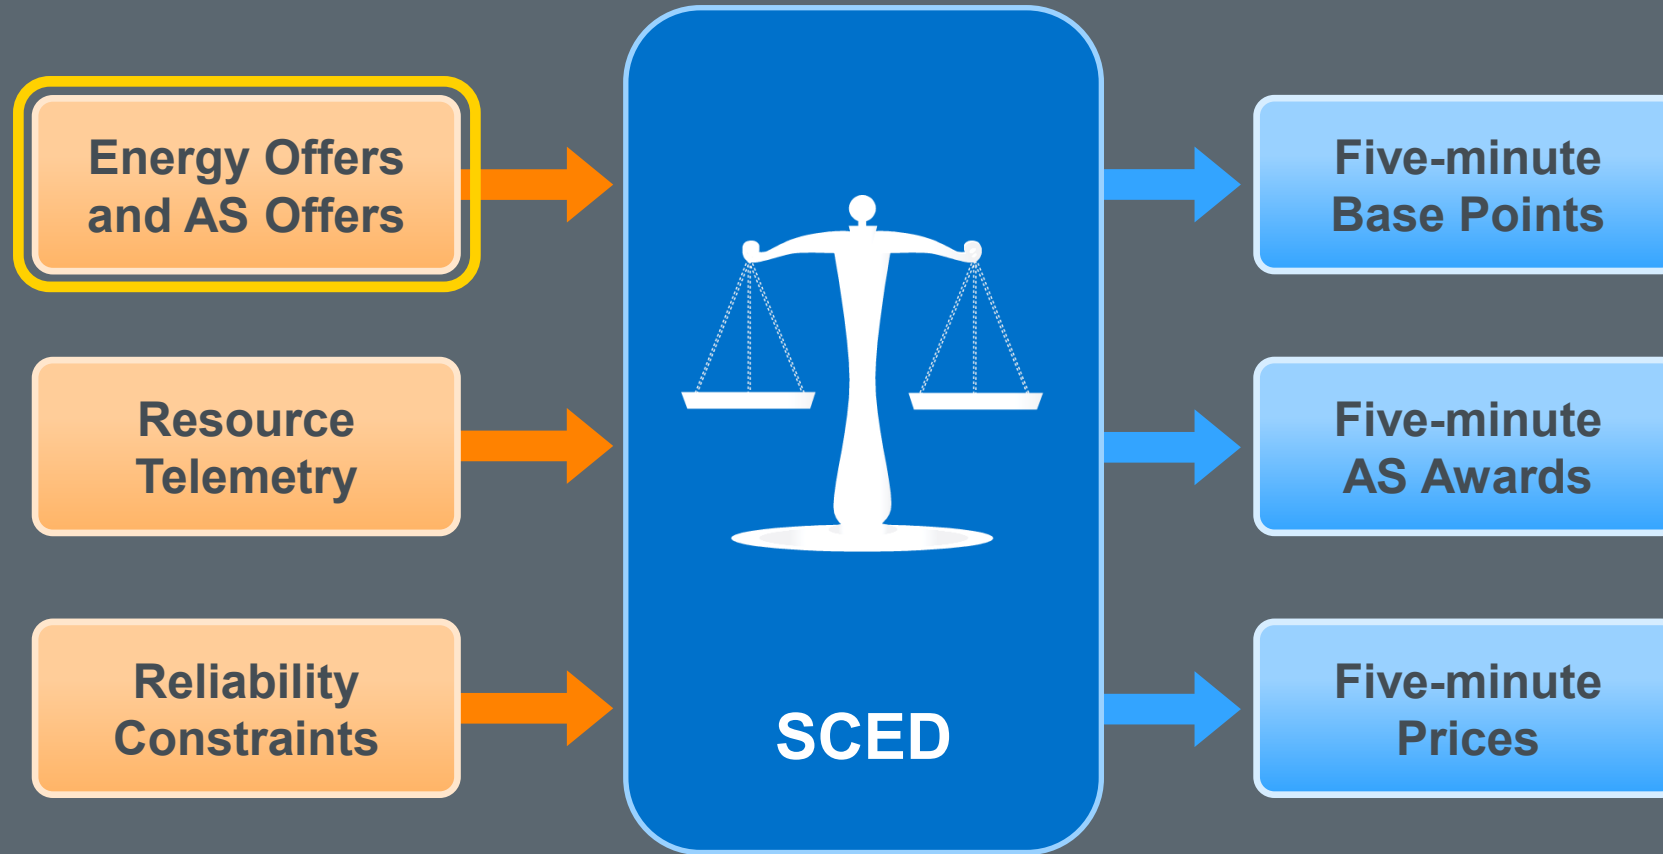 Energy Offers
and AS Offers
Resource
Telemetry
Reliability
Constraints
SCED
Five-minute
Base Points
Five-minute
AS Awards
Five-minute
Prices